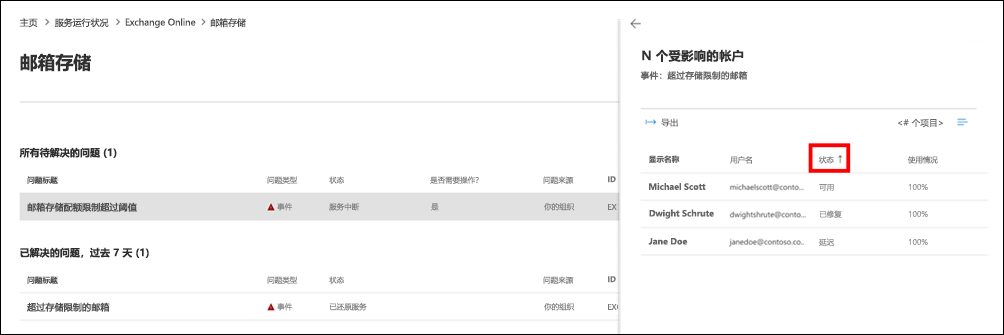 主页 > 服务运行状况 > Exchange Online > 邮箱存储
邮箱存储
所有待解决的问题 (1)
问题标题 问题类型 状态 是否需要操作? 问题来源 ID
邮箱存储配额限制超过阈值 事件 服务中断 是 你的组织 EX
已解决的问题，过去 7 天 (1)
问题标题 问题类型 状态 问题来源 ID
超过存储限制的邮箱 事件 已还原服务 你的组织
N 个受影响的帐户
事件：超过存储限制的邮箱
导出 <# 个项目>
显示名称 用户名 状态 ↑ 使用情况
Michael Scott michaelscott@conto... 可用 100%
Dwight Schrute dwightshrute@conto... 已修复 100%
Jane Doe janedoe@contoso.co.. 延迟 100%